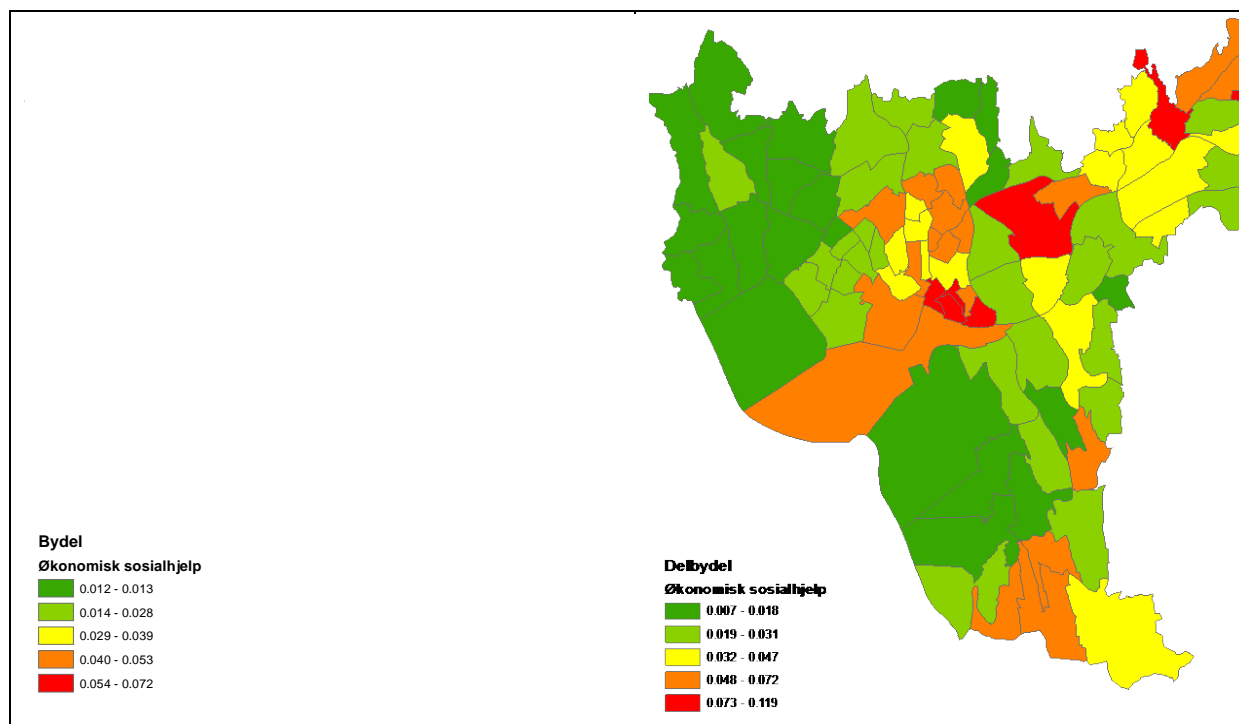 Bydel
Økonomisk sosialhjelp
0.012 - 0.013
0.014 - 0.028
0.029 - 0.039
0.040 - 0.053
0.054 - 0.072
Delbydel
Økonomisk sosialhjelp
0.007 - 0.018
0.019 - 0.031
0.032 - 0.047
0.048 - 0.072
0.073 - 0.119